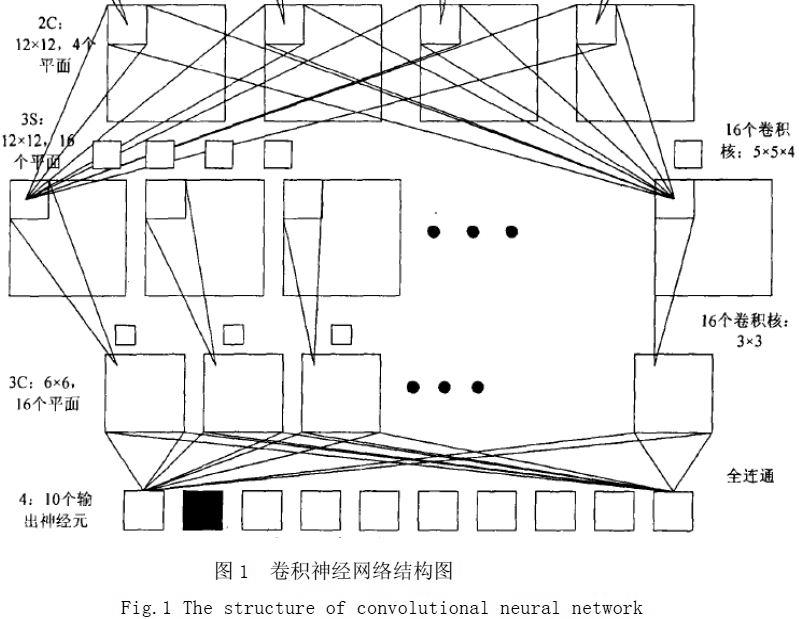 2C:
12×12, 4个
平面
3S:
12×12, 16
个平面
16个卷积
核: 5×5×4
16个卷积核:
3×3
3C: 6×6,
16个平面
全连通
4: 10个输
出神经元
图 1 卷积神经网络结构图
Fig.1 The structure of convolutional neural network